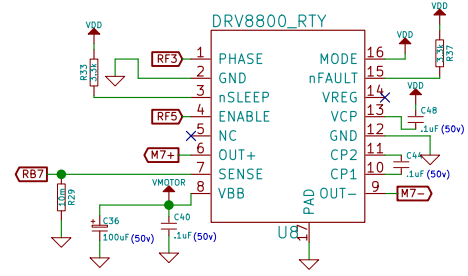 DRV8800_RTY
VDD
R33
3.3k
RF3
1
PHASE
2
GND
3
nSLEEP
RF5
4
ENABLE
5
NC
M7+
6
OUT+
RB7
7
SENSE
10m
R29
VMOTOR
8
VBB
C36
100uF (50v)
C40
.1uF (50v)
VDD
MODE
16
VDD
R37
3.3k
nFAULT
15
VREG
14
VDD
VCP
13
C48
.1uF (50v)
GND
12
CP2
11
C44
.1uF (50v)
CP1
10
OUT-
9
M7-
PAD
17
U8